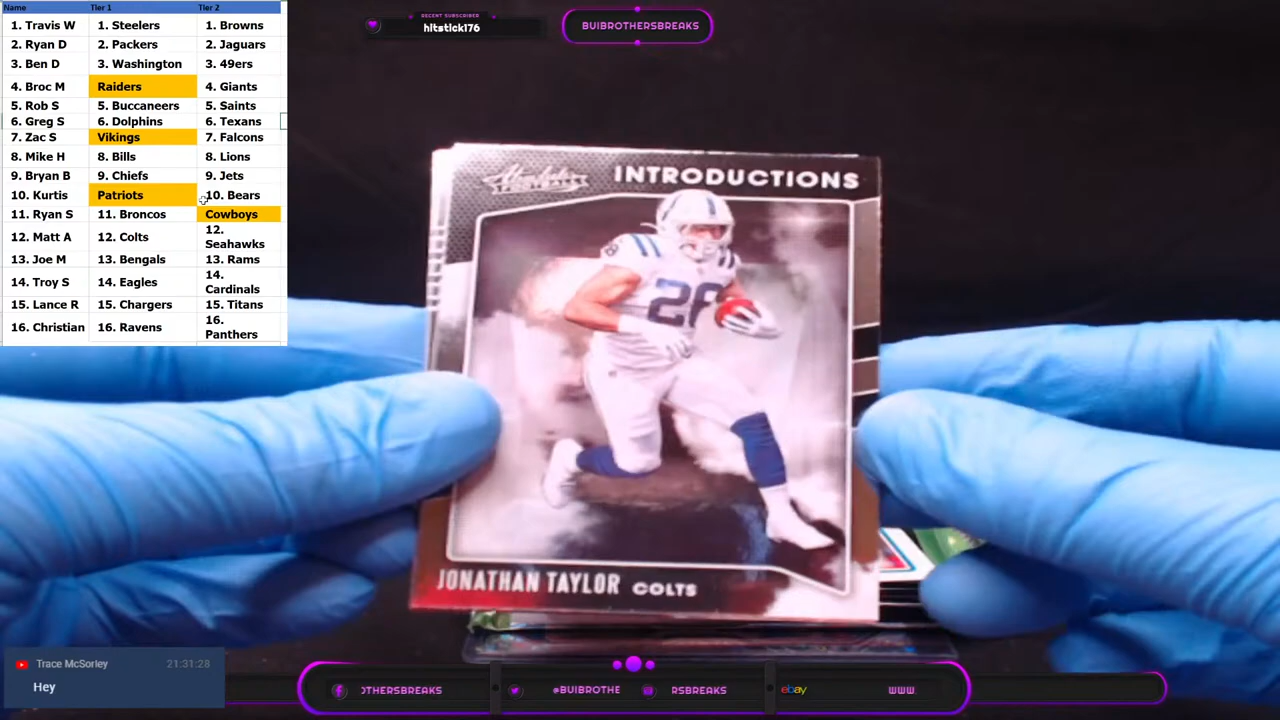 Name Tier 1 Tier 2
1. Travis W 1. Steelers 1. Browns
2. Ryan D 2. Packers 2. Jaguars
3. Ben D 3. Washington 3. 49ers
4. Broc M Raiders 4. Giants
5. Rob S 5. Buccaneers 5. Saints
6. Greg S 6. Dolphins 6. Texans
7. Zac S Vikings 7. Falcons
8. Mike H 8. Bills 8. Lions
9. Bryan B 9. Chiefs 9. Jets
10. Kurtis Patriots 10. Bears
11. Ryan S 11. Broncos Cowboys
12. Matt A 12. Colts 12. Seahawks
13. Joe M 13. Bengals 13. Rams
14. Troy S 14. Eagles 14. Cardinals
15. Lance R 15. Chargers 15. Titans
16. Christian 16. Ravens 16. Panthers
RECENT SUBSCRIBER
hitstick176
BUIBROTHERSBREAKS
Absolute
FOOTBALL
INTRODUCTIONS
28
28
JONATHAN TAYLOR COLTS
Trace McSorley 21:31:28
Hey
OTHERSBREAKS @BUIBROTHE RSBREAKS ebay WWW.